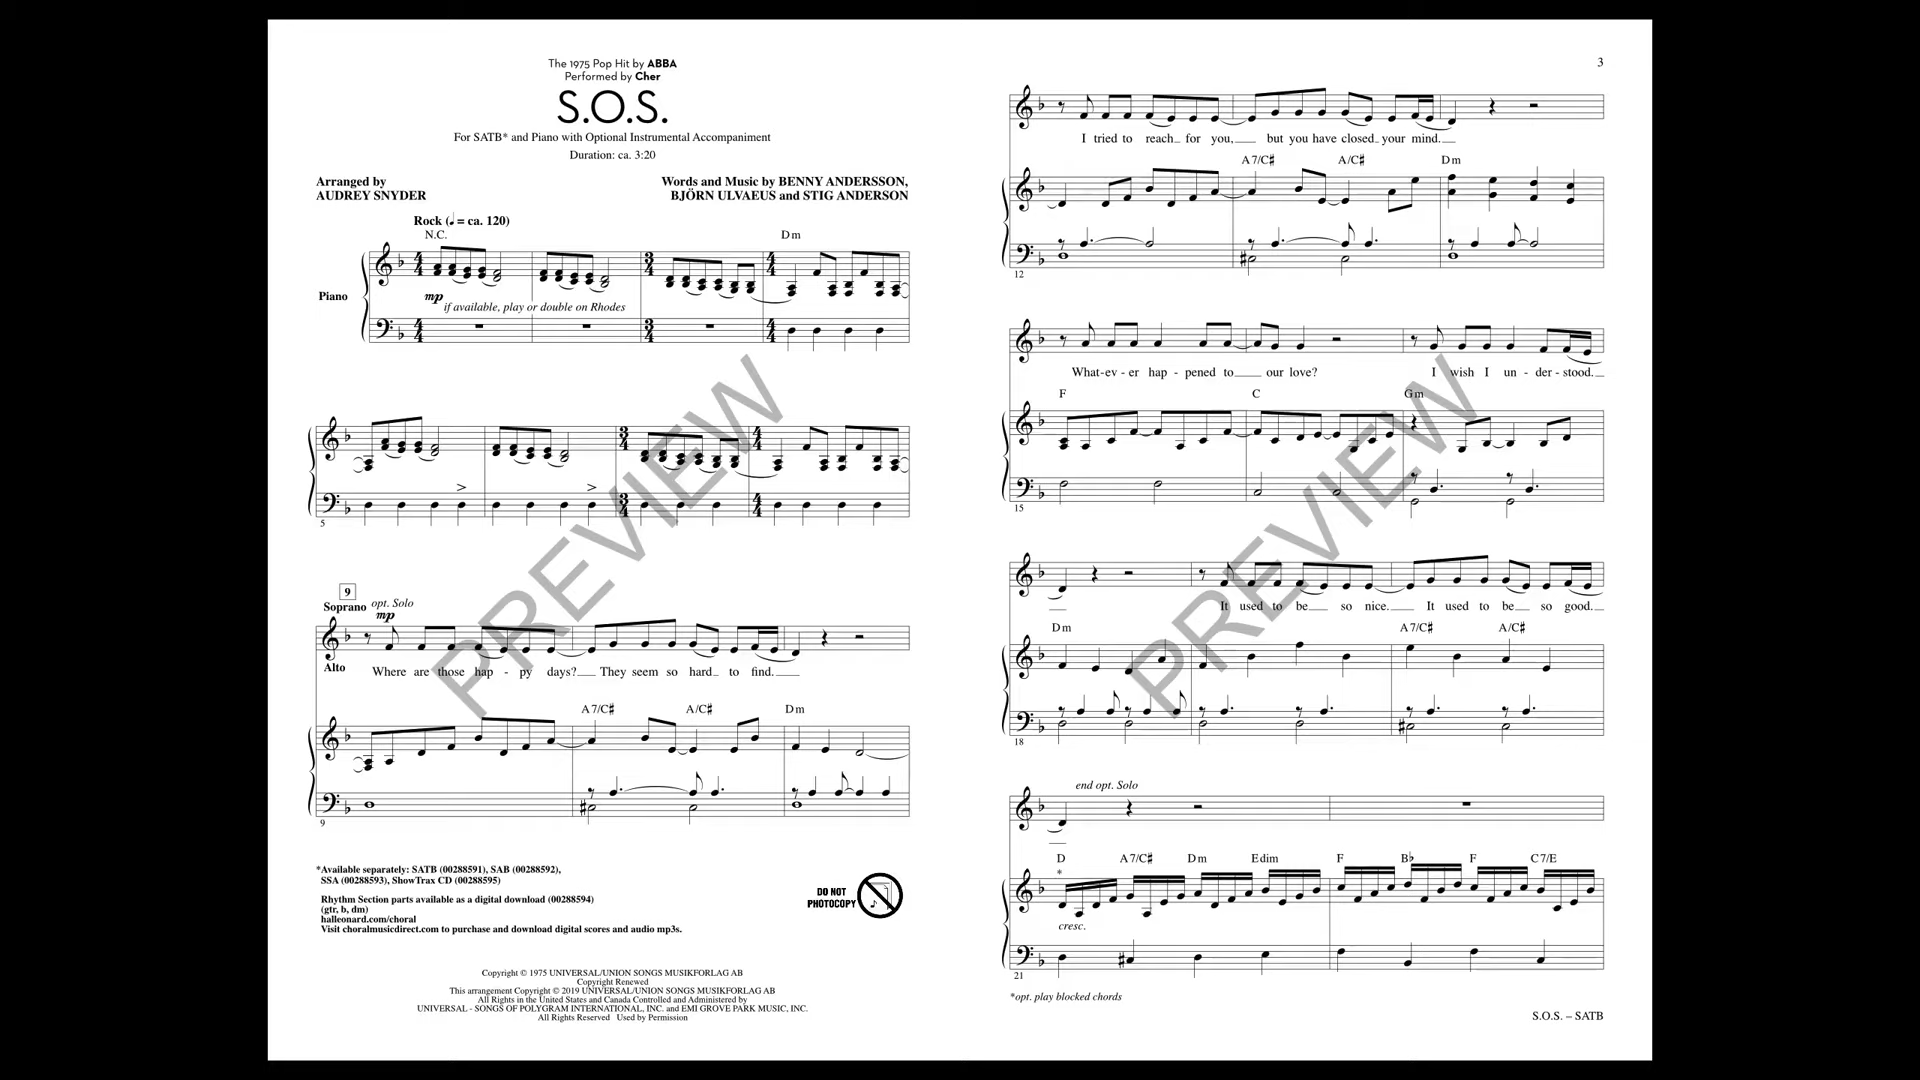 The 1975 Pop Hit by ABBA
Performed by Cher
S.O.S.
For SATB* and Piano with Optional Instrumental Accompaniment
Duration: ca. 3:20
Arranged by
AUDREY SNYDER
Words and Music by BENNY ANDERSSON,
BJÖRN ULVAEUS and STIG ANDERSON
Rock (♩ = ca. 120)
N.C. Dm
Piano
mp
if available, play or double on Rhodes
5
9
Soprano opt. Solo
mp
Alto
Where are those hap - py days? They seem so hard to find.
A7/C♯ A/C♯ Dm
9
*Available separately: SATB (00288591), SAB (00288592),
SSA (00288593), ShowTrax CD (00288595)
Rhythm Section parts available as a digital download (00288594)
(gtr, b, dm)
halleonard.com/choral
Visit choralmusicdirect.com to purchase and download digital scores and audio mp3s.
DO NOT
PHOTOCOPY
Copyright © 1975 UNIVERSAL/UNION SONGS MUSIKFORLAG AB
Copyright Renewed
This arrangement Copyright © 2019 UNIVERSAL/UNION SONGS MUSIKFORLAG AB
All Rights in the United States and Canada Controlled and Administered by
UNIVERSAL - SONGS OF POLYGRAM INTERNATIONAL, INC. and EMI GROVE PARK MUSIC, INC.
All Rights Reserved Used by Permission
PREVIEW
3
I tried to reach for you, but you have closed your mind.
A7/C♯ A/C♯ Dm
12
What-ev - er hap - pened to our love? I wish I un - der - stood.
F C Gm
15
It used to be so nice. It used to be so good.
Dm A7/C♯ A/C♯
18
end opt. Solo
D A7/C♯ Dm Edim F B♭ F C7/E
*
cresc.
21
*opt. play blocked chords
S.O.S. – SATB
PREVIEW